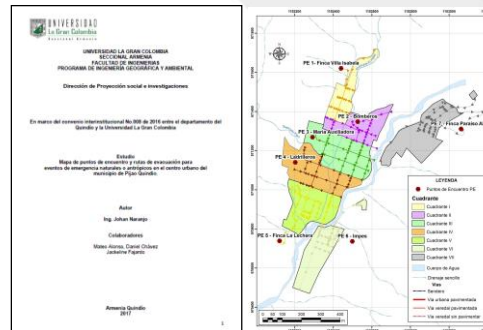 UNIVERSIDAD
La Gran Colombia
UNIVERSIDAD LA GRAN COLOMBIA
SECCIONAL ARMENIA
FACULTAD DE INGENIERIAS
PROGRAMA DE INGENIERÍA GEOGRÁFICA Y AMBIENTAL
Dirección de Proyección social e investigaciones
En marco del convenio interinstitucional No.000 de 2016 entre el departamento del
Quindío y la Universidad La Gran Colombia
Estudio
Mapa de puntos de encuentro y rutas de evacuación para
eventos de emergencia naturales o antrópicos en el centro urbano del
municipio de Pijao Quindío
Autor
Ing. Johan Naranjo
Colaboradores
Mateo Alonso, Daniel Chávez
Jackeline Fajardo
Armenia Quindío
2017
1
PE 1- Finca Villa Isabela
PE 2 - Bomberos
PE 3 - María Auxiliadora
PE 4 - Ladrilleros
PE 5 - Finca La Lechera
PE 7 - Finca Paraíso
LEYENDA
Puntos de Encuentro PE
Cuadrante
Cuadrante I
Cuadrante II
Cuadrante III
Cuadrante IV
Cuadrante V
Cuadrante VI
Cuadrante VII
Cuerpo de Agua
Drenaje sencillo
Vias
Sendero
Vía urbana pavimentada
Vía veredal pavimentada
Vía veredal sin pavimentar